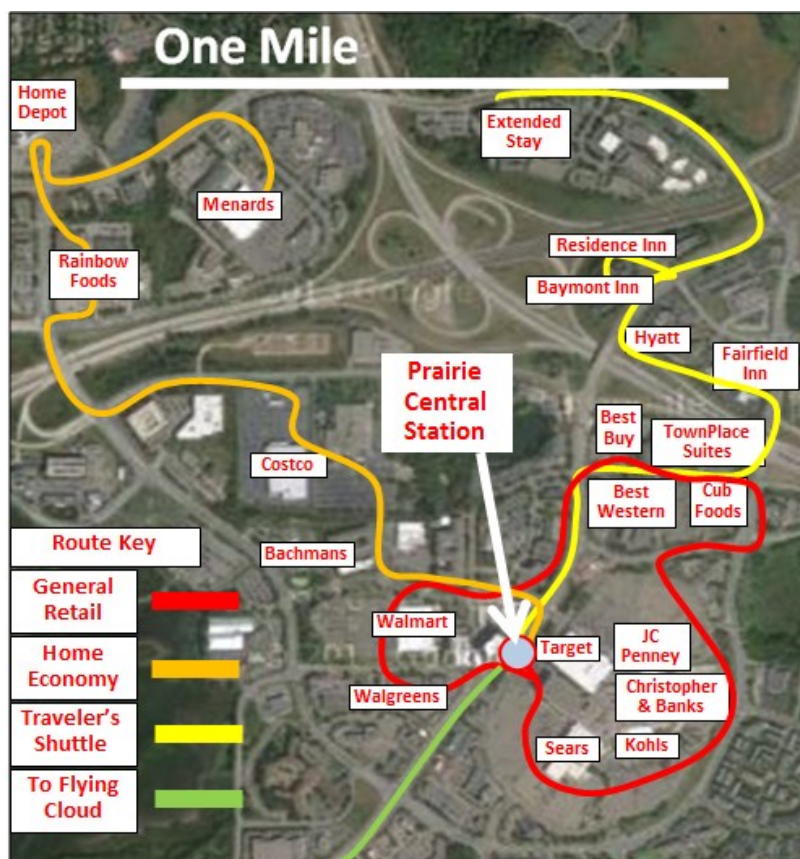 One Mile
Home
Depot
Extended
Stay
Menards
Residence Inn
Rainbow
Foods
Baymont Inn
Hyatt
Fairfield
Inn
Prairie
Central
Station
Best
Buy
TownPlace
Suites
Costco
Best
Western
Cub
Foods
Bachmans
Route Key
General
Retail
Home
Economy
Traveler's
Shuttle
To Flying
Cloud
Walmart
Target
JC
Penney
Walgreens
Christopher
& Banks
Sears
Kohls